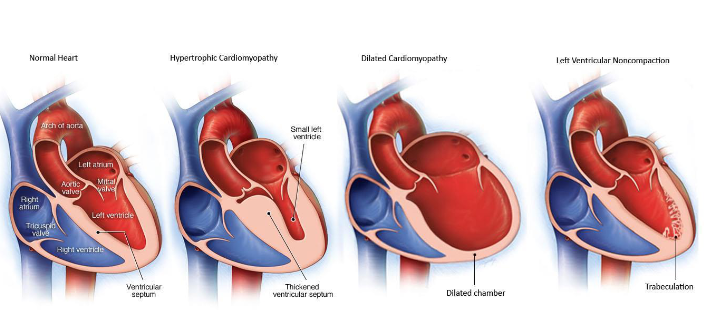 Normal Heart
Hypertrophic Cardiomyopathy
Dilated Cardiomyopathy
Left Ventricular Noncompaction
Arch of aorta
Left atrium
Aortic
valve
Mitral
valve
Right
atrium
Left ventricle
Tricuspid
valve
Right ventricle
Ventricular
septum
Small left
ventricle
Thickened
ventricular septum
Dilated chamber
Trabeculation